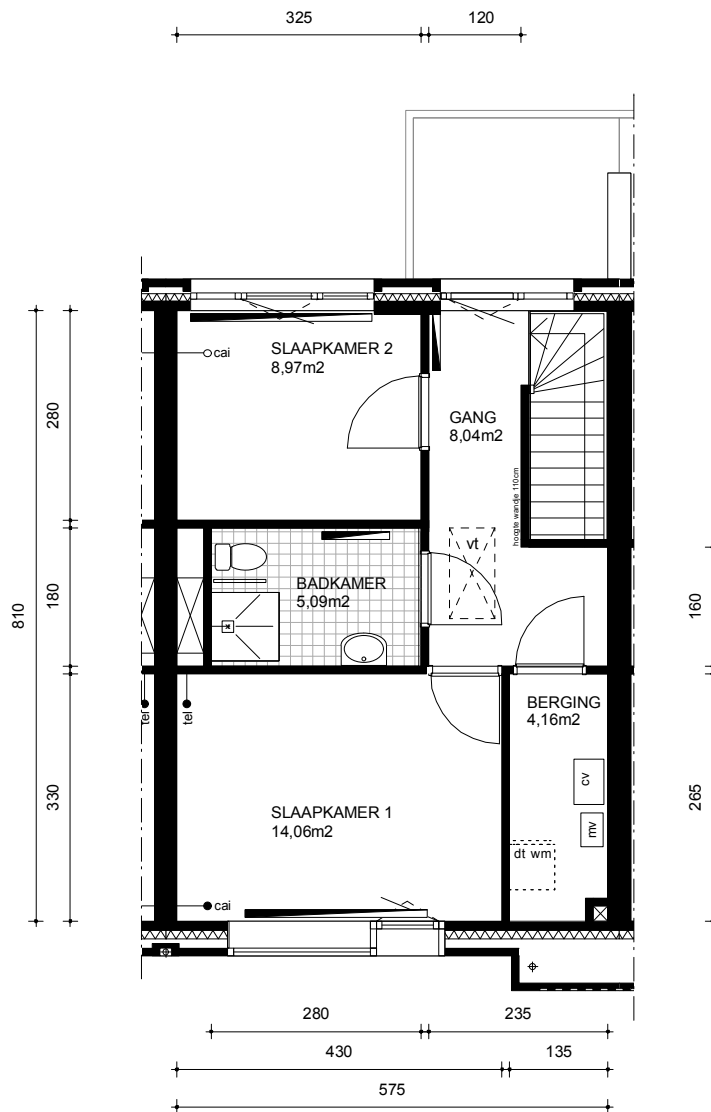 325
120
cai
SLAAPKAMER 2
8,97m2
280
GANG
8,04m2
hoogte wandje 110cm
vt
810
180
BADKAMER
5,09m2
160
tel
tel
BERGING
4,16m2
330
SLAAPKAMER 1
14,06m2
cv
mv
265
dt wm
cai
280
235
430
135
575